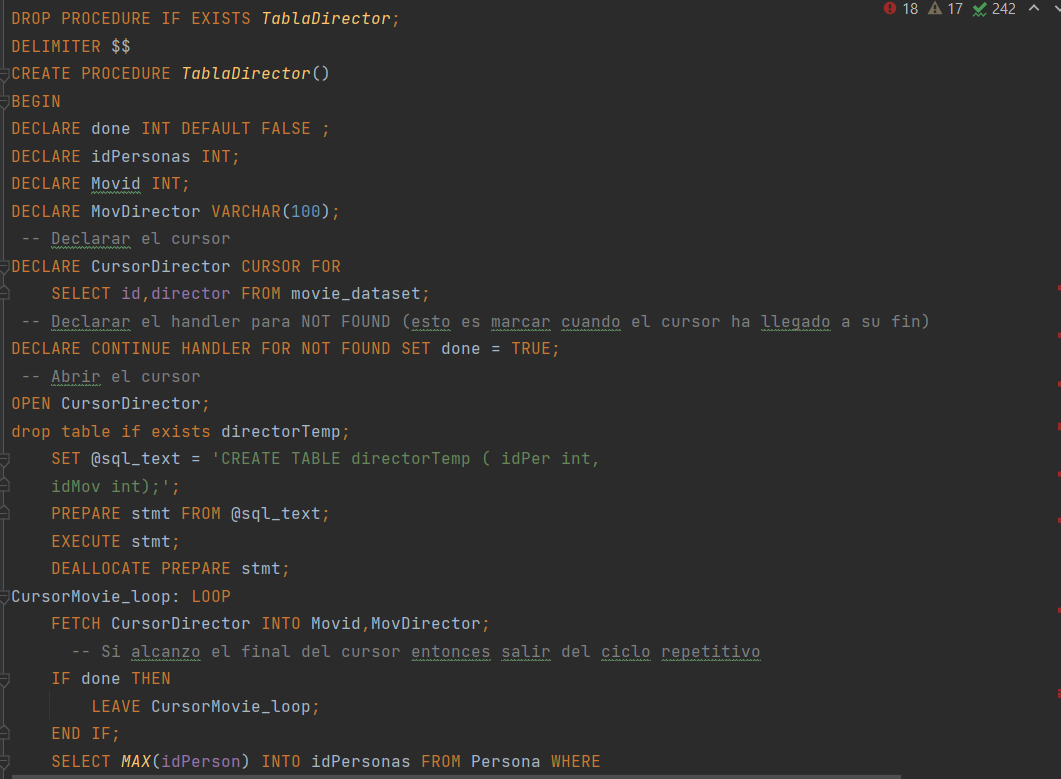 18 17 242
DROP PROCEDURE IF EXISTS TablaDirector;
DELIMITER $$
CREATE PROCEDURE TablaDirector()
BEGIN
DECLARE done INT DEFAULT FALSE ;
DECLARE idPersonas INT;
DECLARE Movid INT;
DECLARE MovDirector VARCHAR(100);
-- Declarar el cursor
DECLARE CursorDirector CURSOR FOR
SELECT id,director FROM movie_dataset;
-- Declarar el handler para NOT FOUND (esto es marcar cuando el cursor ha llegado a su fin)
DECLARE CONTINUE HANDLER FOR NOT FOUND SET done = TRUE;
-- Abrir el cursor
OPEN CursorDirector;
drop table if exists directorTemp;
SET @sql_text = 'CREATE TABLE directorTemp ( idPer int,
idMov int);';
PREPARE stmt FROM @sql_text;
EXECUTE stmt;
DEALLOCATE PREPARE stmt;
CursorMovie_loop: LOOP
FETCH CursorDirector INTO Movid,MovDirector;
-- Si alcanzo el final del cursor entonces salir del ciclo repetitivo
IF done THEN
LEAVE CursorMovie_loop;
END IF;
SELECT MAX(idPerson) INTO idPersonas FROM Persona WHERE